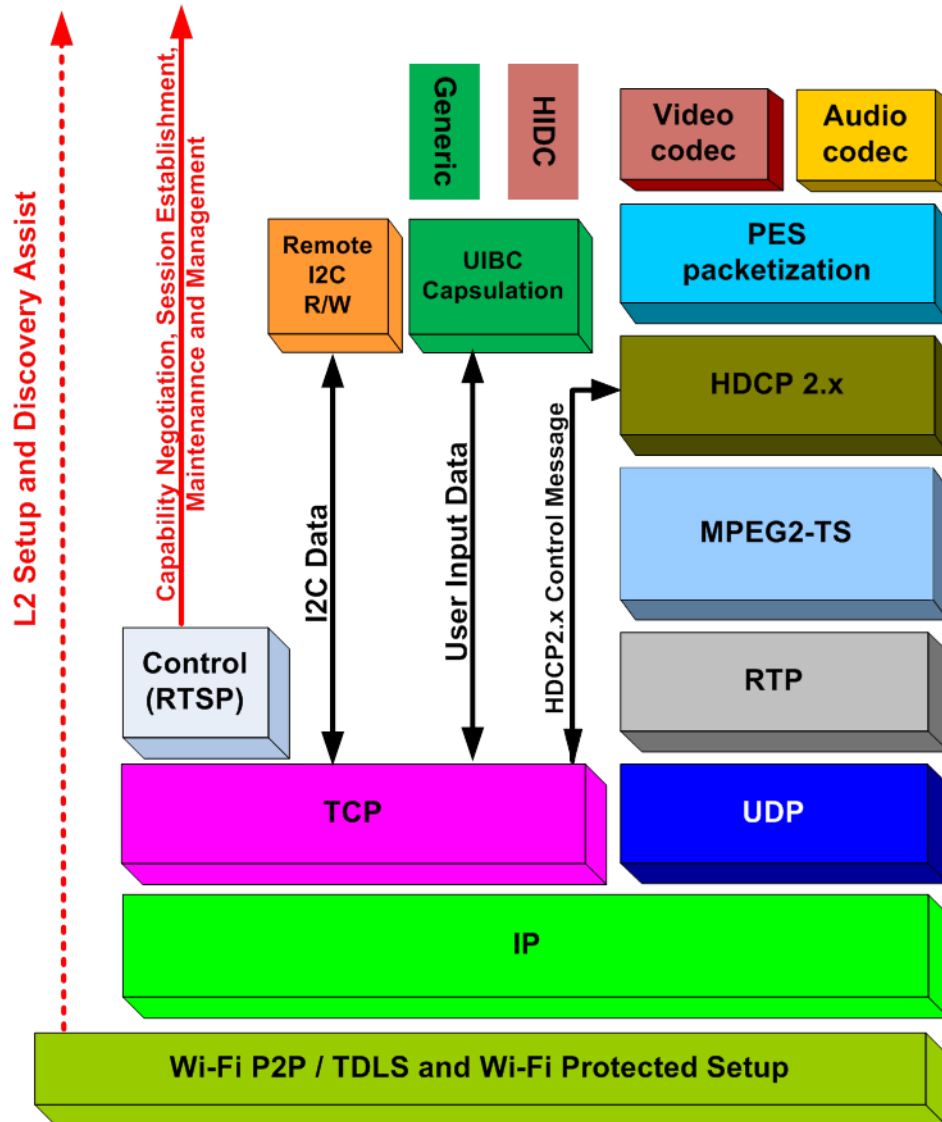 L2 Setup and Discovery Assist
Capability Negotiation, Session Establishment,
Maintenance and Management
Generic
HIDC
Video
codec
Audio
codec
Remote
I2C
R/W
UIBC
Capsulation
PES
packetization
HDCP 2.x
I2C Data
User Input Data
HDCP2.x Control Message
MPEG2-TS
Control
(RTSP)
RTP
TCP
UDP
IP
Wi-Fi P2P / TDLS and Wi-Fi Protected Setup